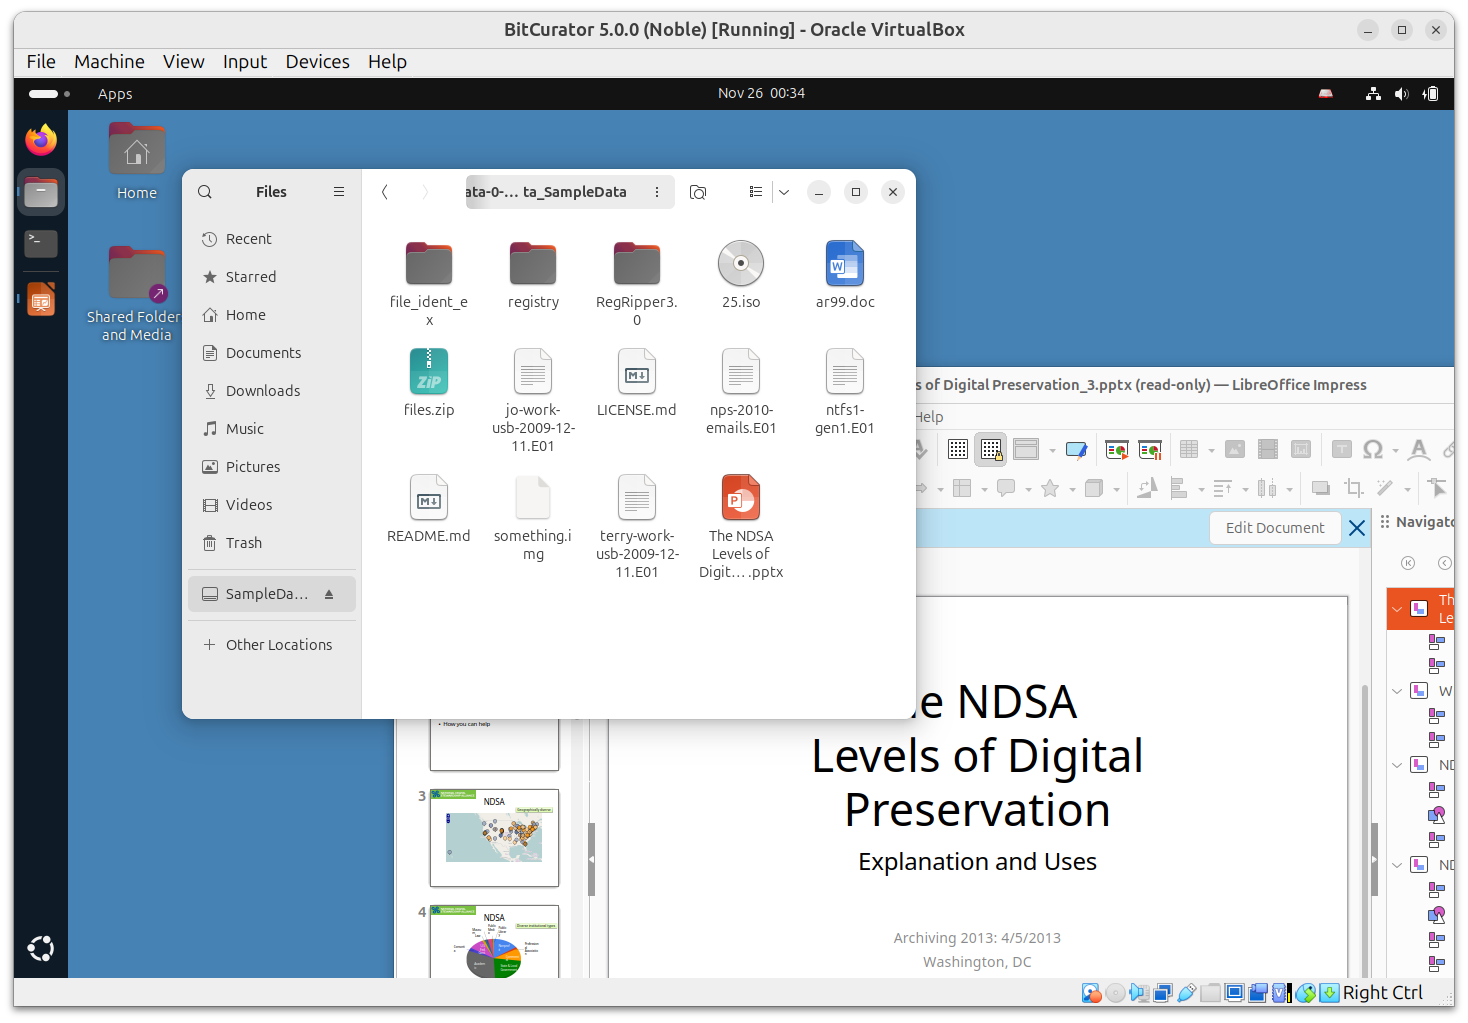 BitCurator 5.0.0 (Noble) [Running] - Oracle VirtualBox
File Machine View Input Devices Help
Apps
Nov 26 00:34
Home
Shared Folder
and Media
Files
ata-0-... ta_SampleData
Recent
Starred
Home
Documents
Downloads
Music
Pictures
Videos
Trash
SampleDa...
Other Locations
file_ident_e
x
registry
RegRipper3.
0
25.iso
ar99.doc
files.zip
jo-work-
usb-2009-12-
11.E01
LICENSE.md
nps-2010-
emails.E01
ntfs1-
gen1.E01
README.md
something.i
mg
terry-work-
usb-2009-12-
11.E01
The NDSA
Levels of
Digit... .pptx
s of Digital Preservation_3.pptx (read-only) — LibreOffice Impress
Help
Edit Document
Navigato
Th
Le
W
ND
ND
How you can help
3
NDSA
4
NDSA
e NDSA
Levels of Digital
Preservation
Explanation and Uses
Archiving 2013: 4/5/2013
Washington, DC
Right Ctrl